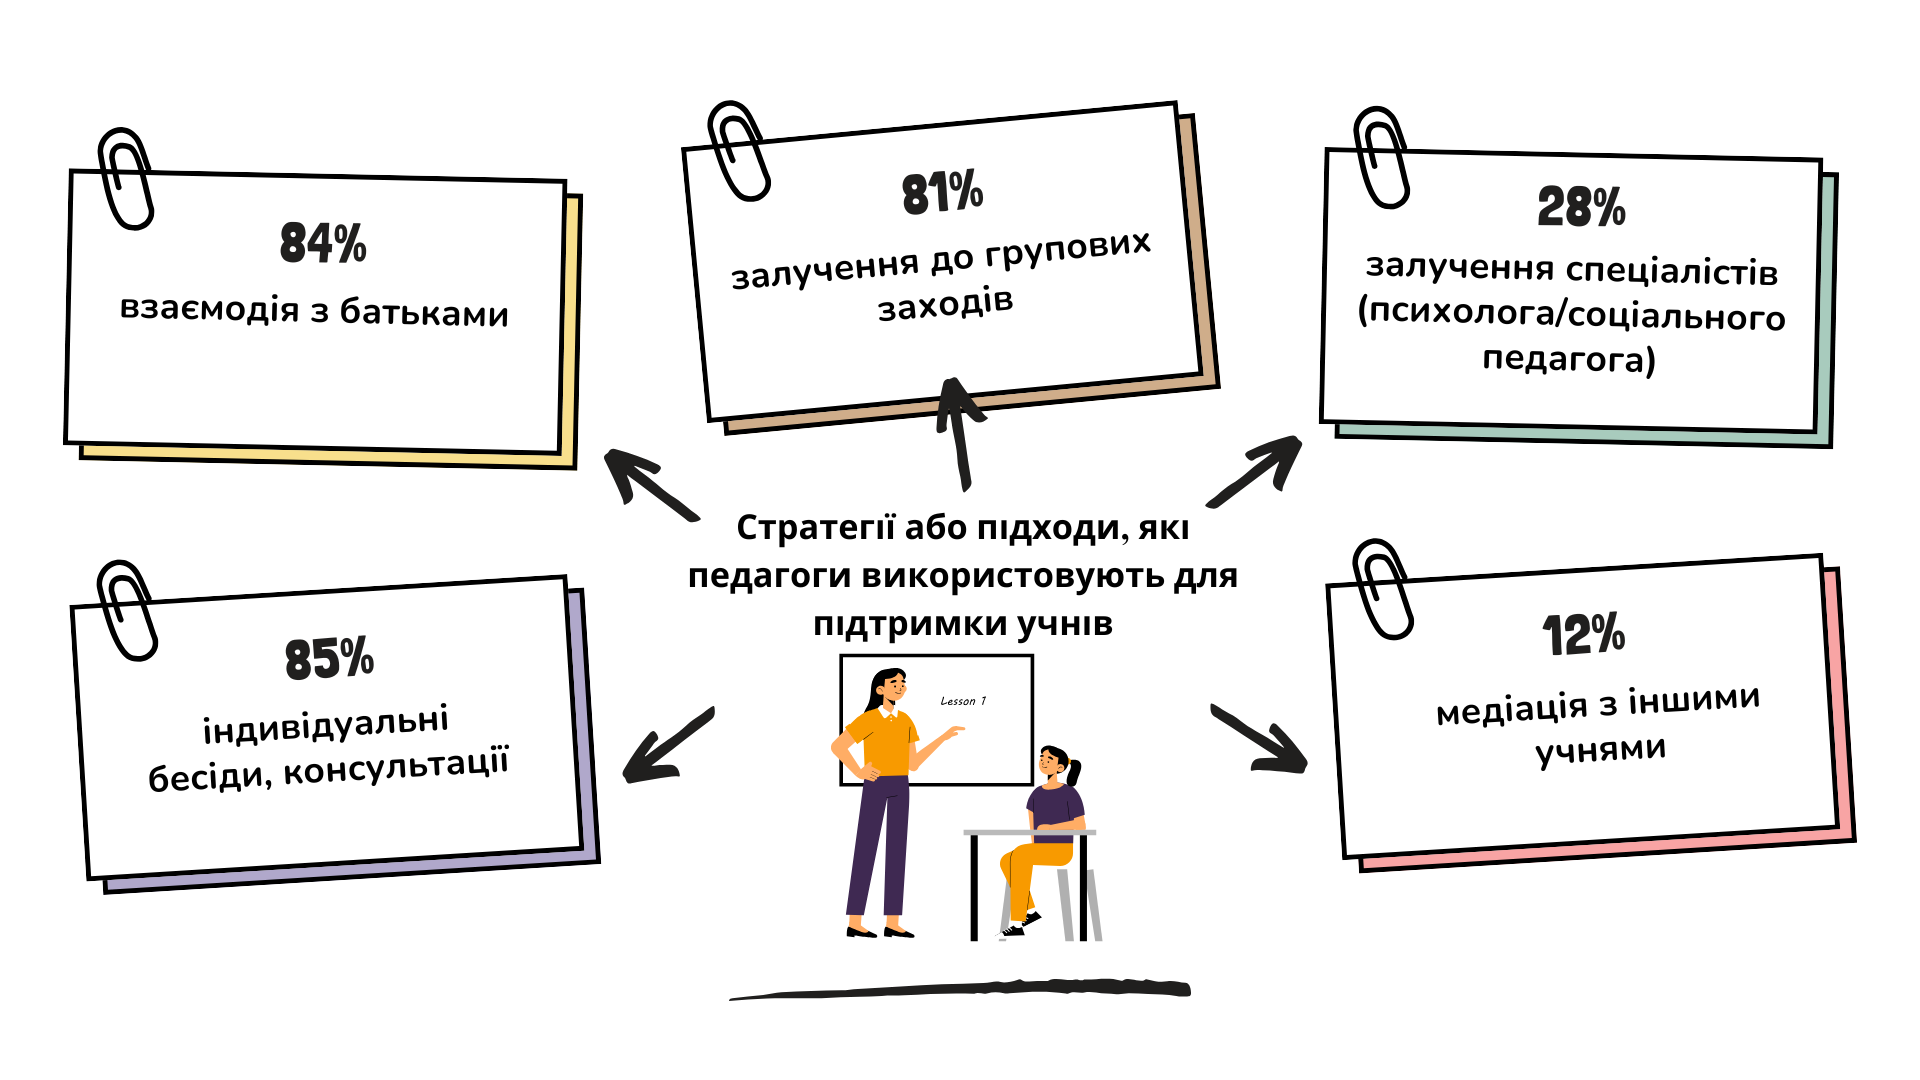 84%
взаємодія з батьками
81%
залучення до групових
заходів
28%
залучення спеціалістів
(психолога/соціального
педагога)
Стратегії або підходи, які
педагоги використовують для
підтримки учнів
85%
індивідуальні
бесіди, консультації
12%
медіація з іншими
учнями
Lesson 1